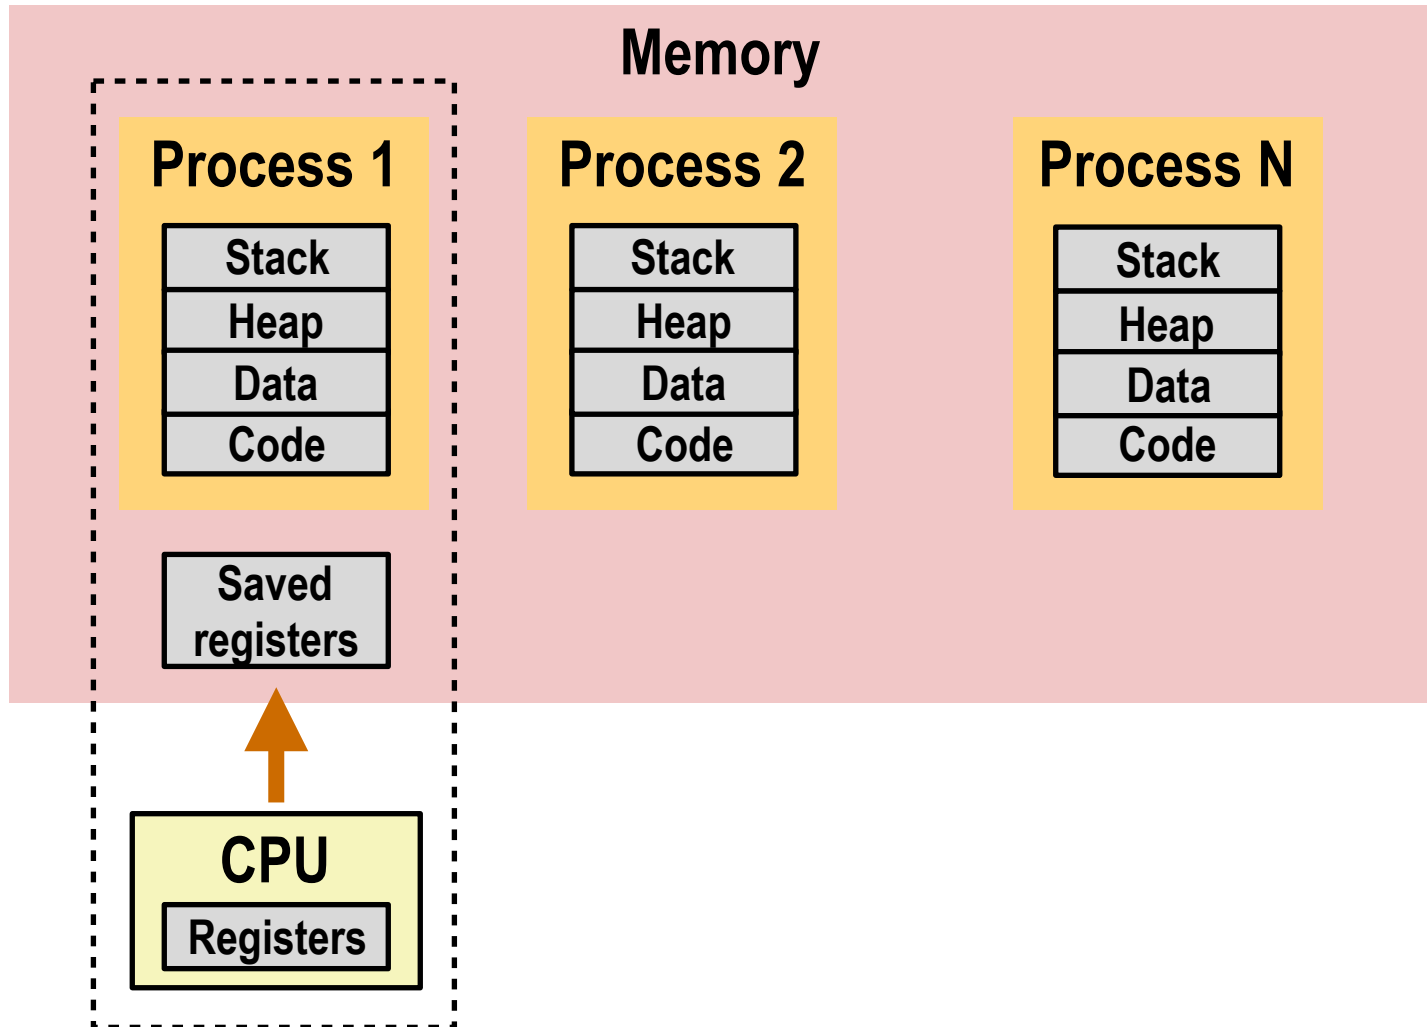 Memory
Process 1
Stack
Heap
Data
Code
Process 2
Stack
Heap
Data
Code
Process N
Stack
Heap
Data
Code
Saved
registers
CPU
Registers